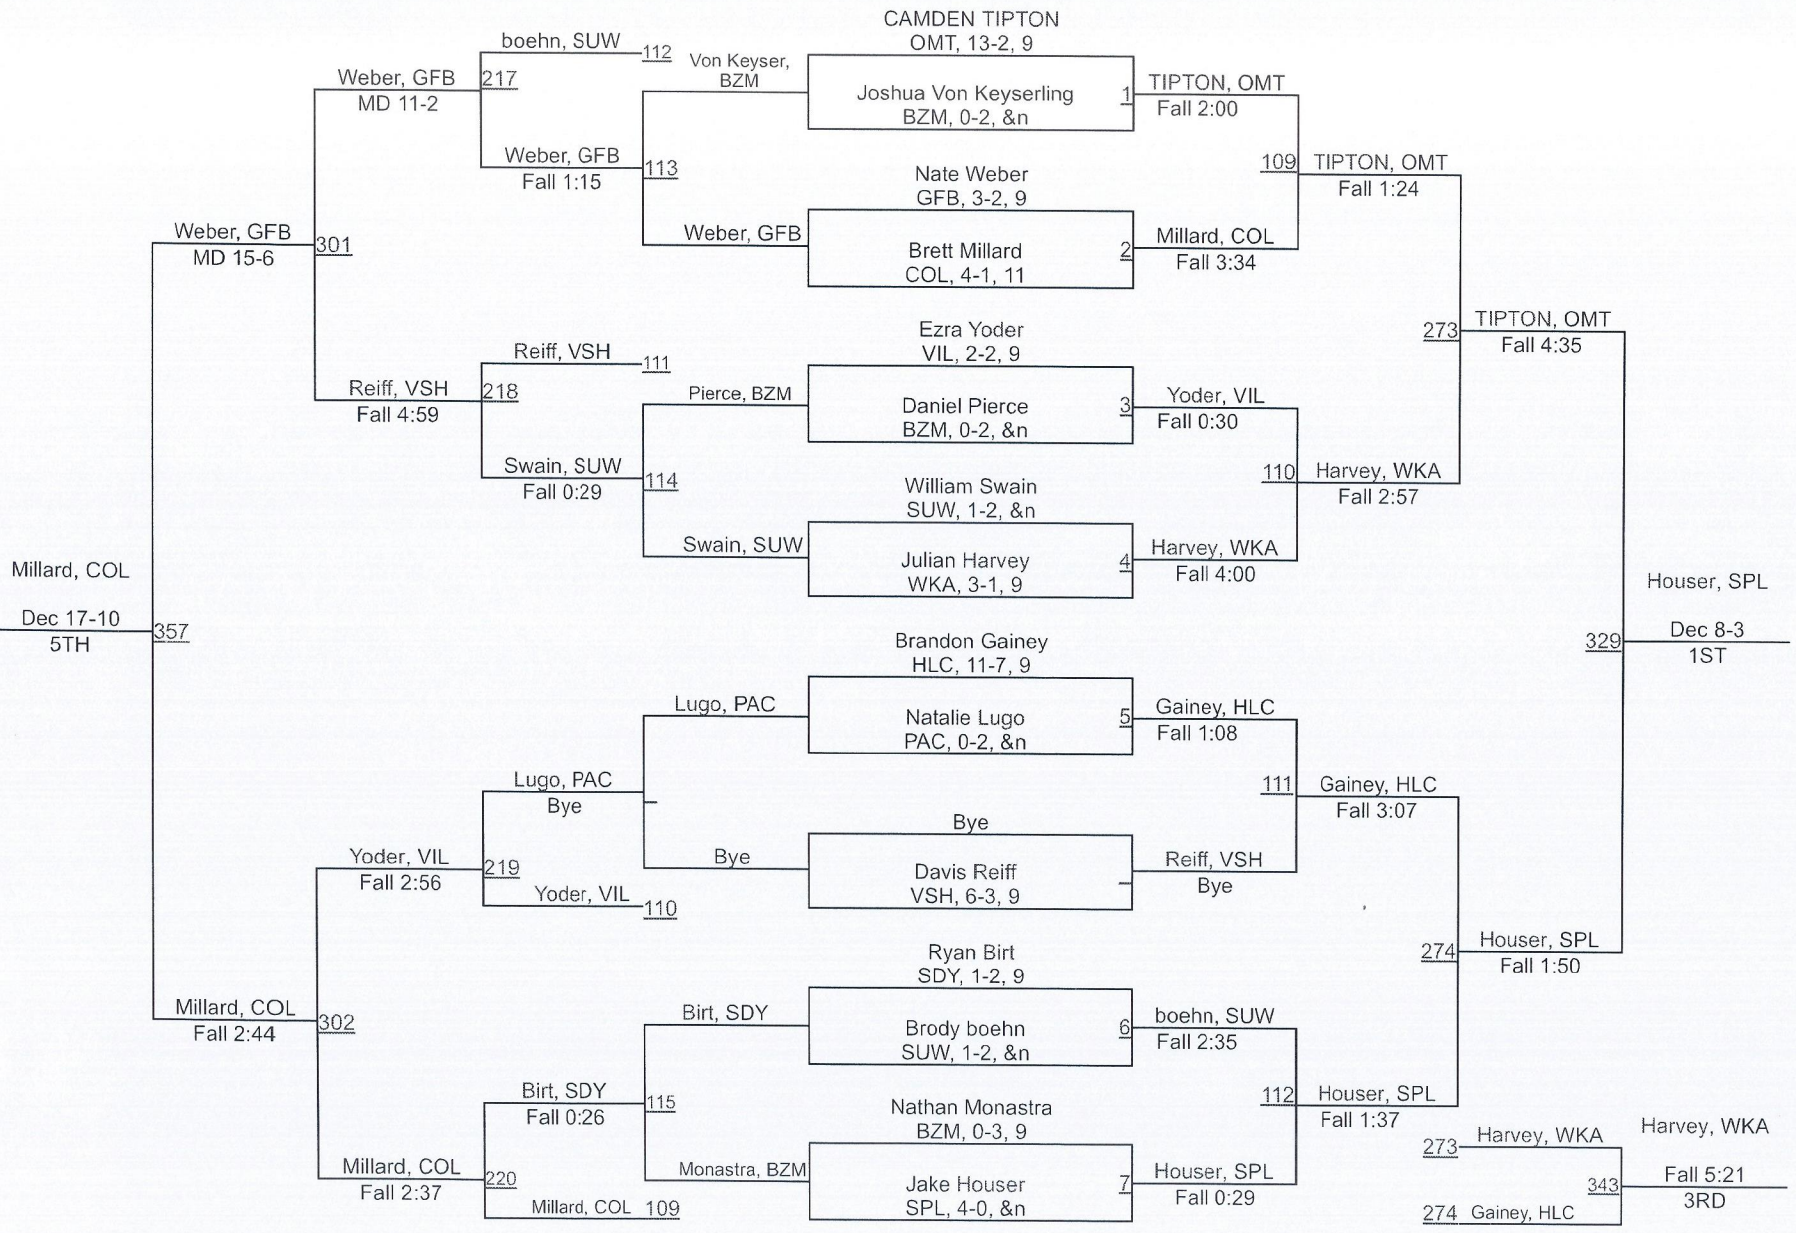 CAMDEN TIPTON
OMT, 13-2, 9
Joshua Von Keyserling
BZM, 0-2, &n
1
Nate Weber
GFB, 3-2, 9
Brett Millard
COL, 4-1, 11
2
Ezra Yoder
VIL, 2-2, 9
Daniel Pierce
BZM, 0-2, &n
3
William Swain
SUW, 1-2, &n
Julian Harvey
WKA, 3-1, 9
4
Brandon Gainey
HLC, 11-7, 9
Natalie Lugo
PAC, 0-2, &n
5
Bye
Davis Reiff
VSH, 6-3, 9
Ryan Birt
SDY, 1-2, 9
Brody boehn
SUW, 1-2, &n
6
Nathan Monastra
BZM, 0-3, 9
Jake Houser
SPL, 4-0, &n
7
TIPTON, OMT
Fall 2:00
Millard, COL
Fall 3:34
Yoder, VIL
Fall 0:30
Harvey, WKA
Fall 4:00
Gainey, HLC
Fall 1:08
Reiff, VSH
Bye
boehn, SUW
Fall 2:35
Houser, SPL
Fall 0:29
109
TIPTON, OMT
Fall 1:24
110
Harvey, WKA
Fall 2:57
111
Gainey, HLC
Fall 3:07
112
Houser, SPL
Fall 1:37
273
TIPTON, OMT
Fall 4:35
274
Houser, SPL
Fall 1:50
Houser, SPL
329
Dec 8-3
1ST
273
Harvey, WKA
274
Gainey, HLC
Harvey, WKA
343
Fall 5:21
3RD
Von Keyser,
BZM
Weber, GFB
Pierce, BZM
Swain, SUW
Lugo, PAC
Bye
Birt, SDY
Monastra, BZM
boehn, SUW
112
Weber, GFB
Fall 1:15
113
Reiff, VSH
111
Swain, SUW
Fall 0:29
114
Lugo, PAC
Bye
Yoder, VIL
110
Birt, SDY
Fall 0:26
115
Millard, COL
109
Weber, GFB
MD 11-2
217
Reiff, VSH
Fall 4:59
218
Yoder, VIL
Fall 2:56
219
Millard, COL
Fall 2:37
220
Weber, GFB
MD 15-6
301
Millard, COL
Fall 2:44
302
Millard, COL
Dec 17-10
5TH
357